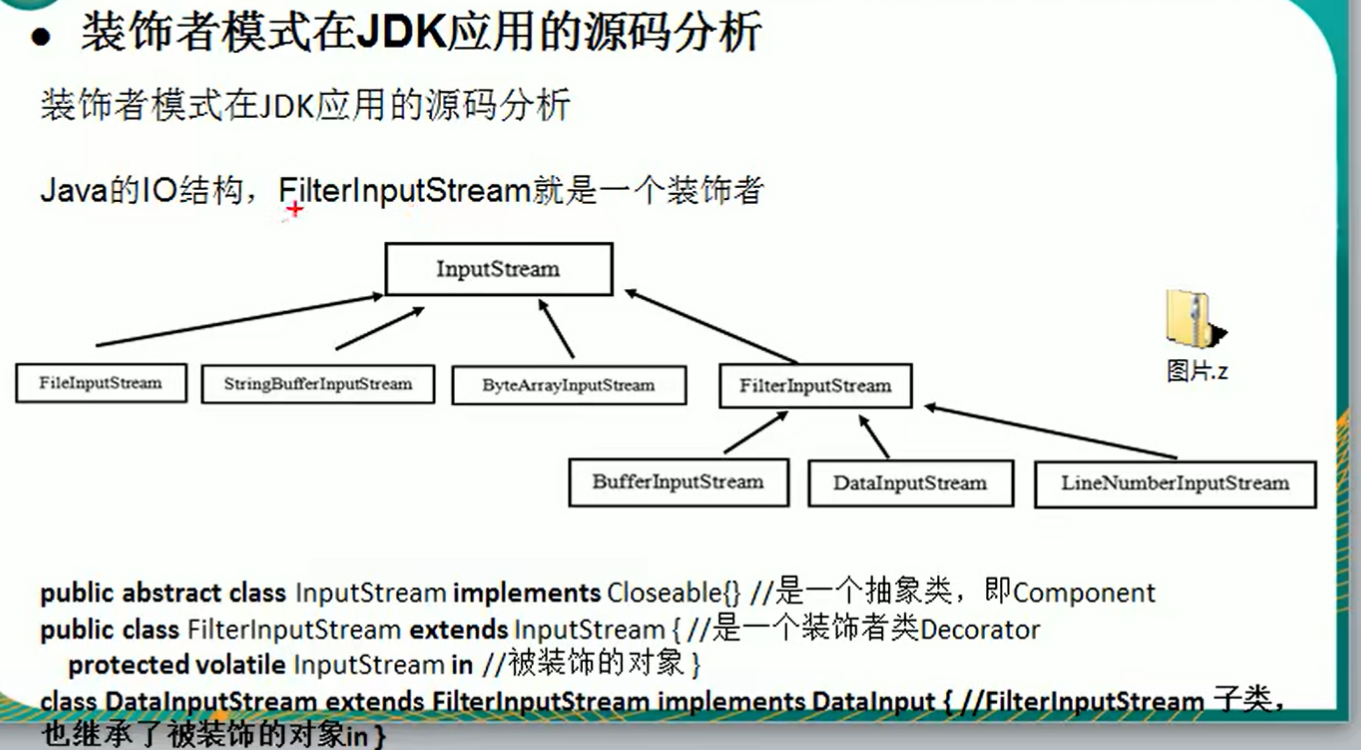 ● 装饰者模式在JDK应用的源码分析
装饰者模式在JDK应用的源码分析
Java的IO结构，FilterInputStream就是一个装饰者
InputStream
FileInputStream
StringBufferInputStream
ByteArrayInputStream
FilterInputStream
图片.z
BufferInputStream
DataInputStream
LineNumberInputStream
public abstract class InputStream implements Closeable{} //是一个抽象类，即Component
public class FilterInputStream extends InputStream { //是一个装饰者类Decorator
protected volatile InputStream in //被装饰的对象 }
class DataInputStream extends FilterInputStream implements DataInput { //FilterInputStream 子类，
也继承了被装饰的对象in }